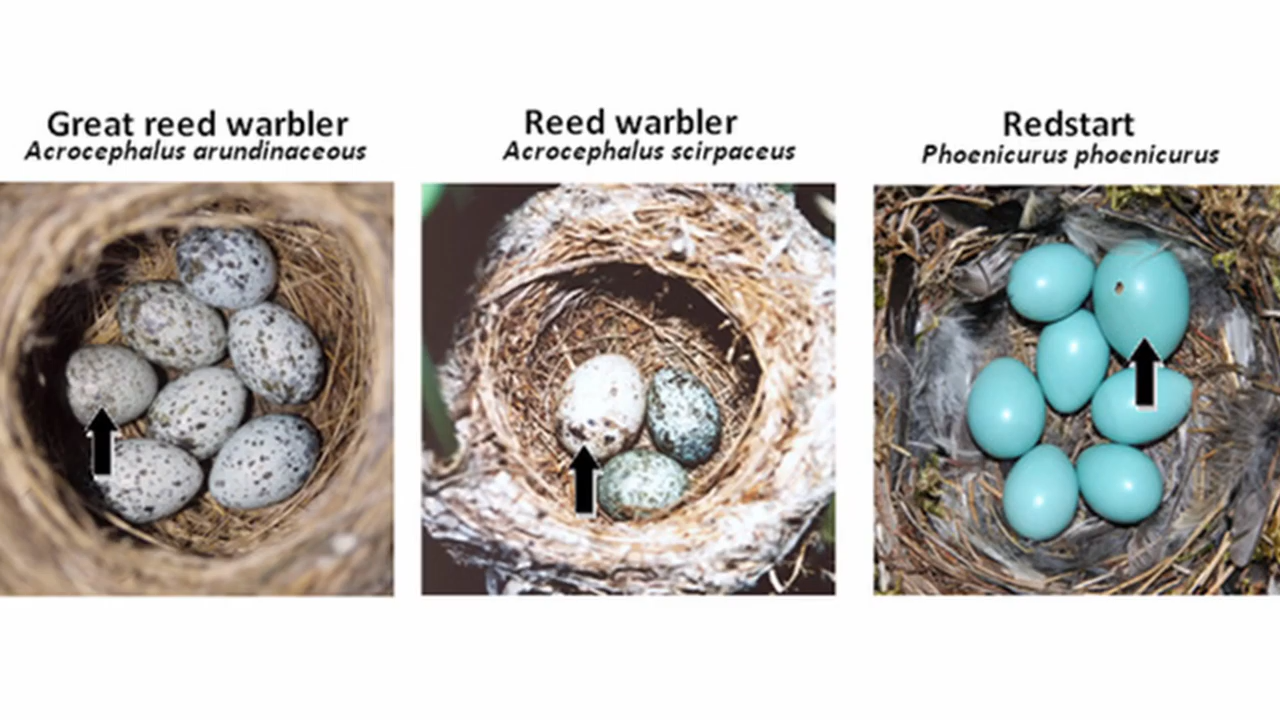 Great reed warbler
Acrocephalus arundinaceous
Reed warbler
Acrocephalus scirpaceus
Redstart
Phoenicurus phoenicurus